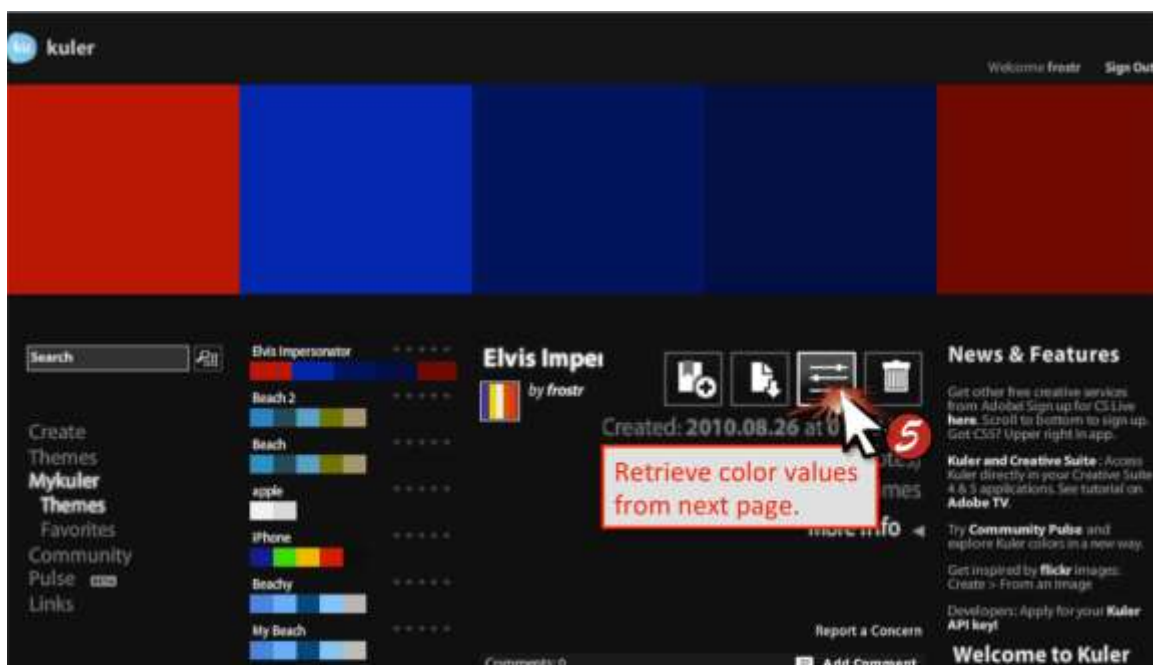 ku kuler
Welcome frostr Sign Out
Search
Create
Themes
Mykuler
Themes
Favorites
Community
Pulse BETA
Links
Elvis Impersonator
Beach 2
Beach
apple
iPhone
Beachy
My Beach
Elvis Imper
by frostr
Created: 2010.08.26 at 0
5
Retrieve color values
from next page.
More Info
Report a Concern
Comments: 0
Add Comment
News & Features
Get other free creative services
from Adobe! Sign up for CS Live
here. Scroll to bottom to sign up.
Got CS5? Upper right in app.
Kuler and Creative Suite : Access
Kuler directly in your Creative Suite
4 & 5 applications. See tutorial on
Adobe TV.
Try Community Pulse and
explore Kuler colors in a new way.
Get inspired by flickr images:
Create > From an Image
Developers: Apply for your Kuler
API key!
Welcome to Kuler